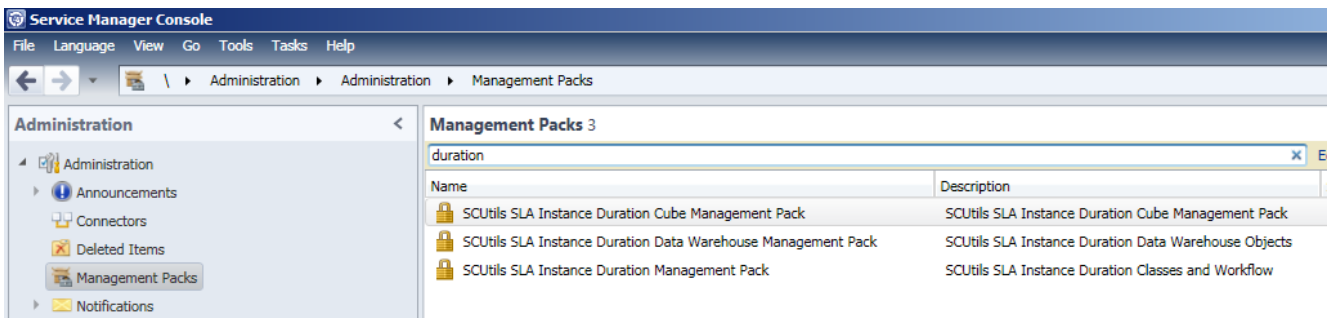 Service Manager Console
File Language View Go Tools Tasks Help
\ Administration Administration Management Packs
Administration <
Management Packs 3
duration
Name Description
SCUtils SLA Instance Duration Cube Management Pack SCUtils SLA Instance Duration Cube Management Pack
SCUtils SLA Instance Duration Data Warehouse Management Pack SCUtils SLA Instance Duration Data Warehouse Objects
SCUtils SLA Instance Duration Management Pack SCUtils SLA Instance Duration Classes and Workflow
Administration
Announcements
Connectors
Deleted Items
Management Packs
Notifications